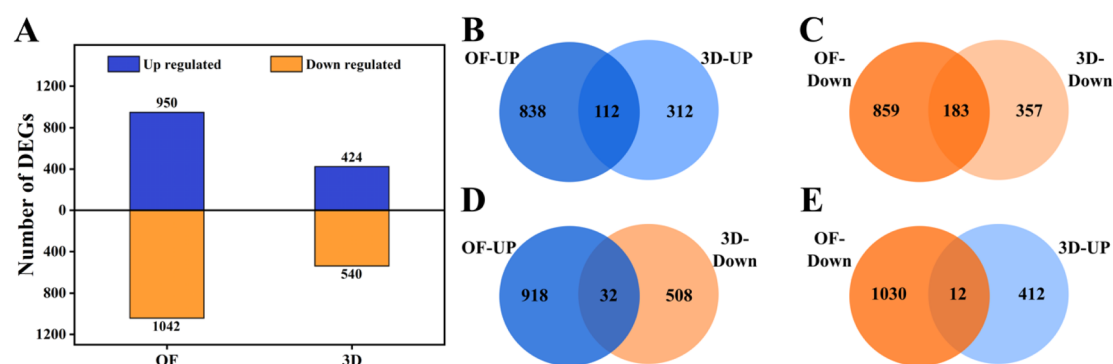 A
Up regulated
Down regulated
Number of DEGs
1200
800
400
0
400
800
1200
950
424
1042
540
OF
3D
B
OF-UP
3D-UP
838
112
312
C
OF-
Down
3D-
Down
859
183
357
D
OF-UP
3D-
Down
918
32
508
E
OF-
Down
3D-UP
1030
12
412